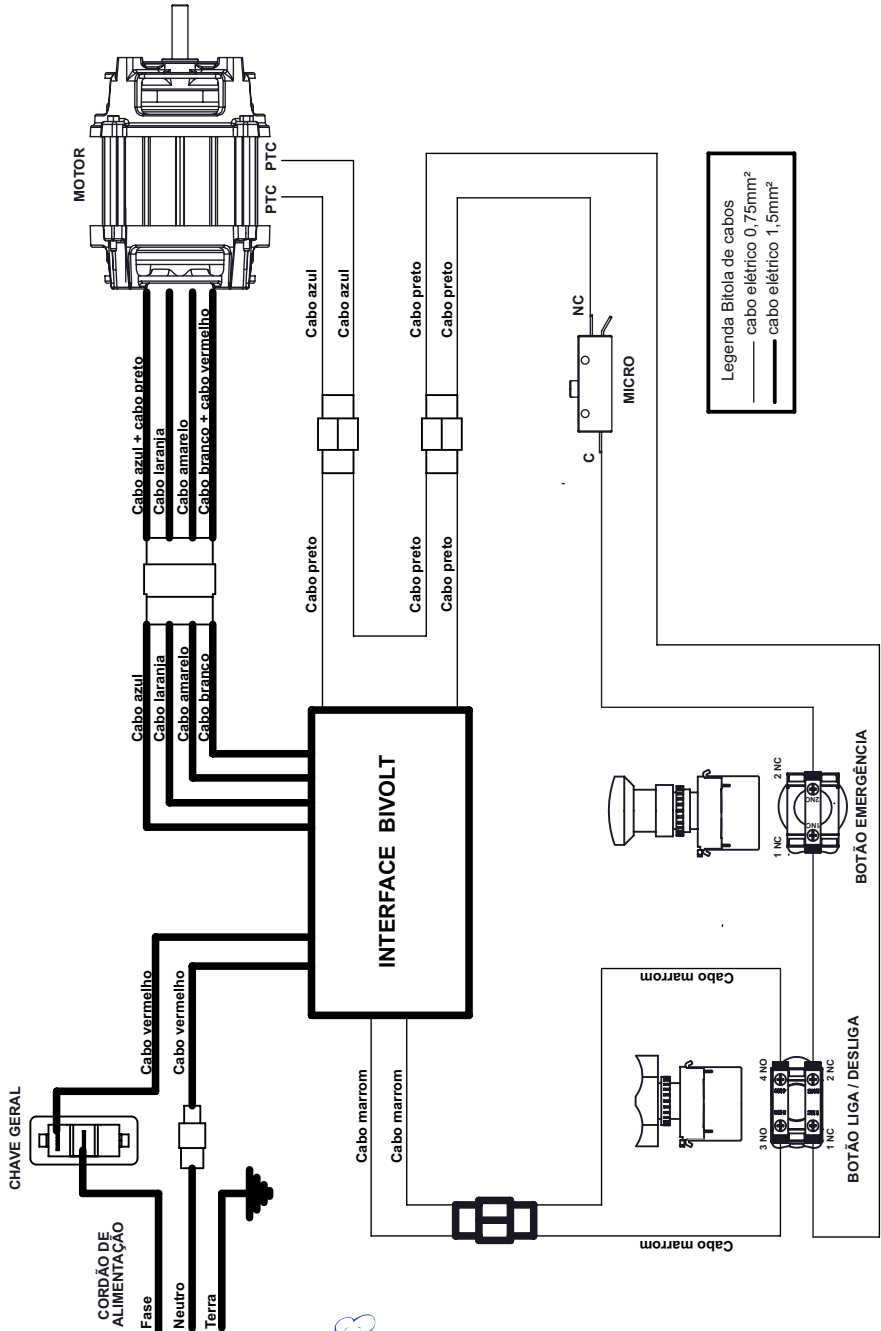 MOTOR
PTC
PTC
Cabo azul + cabo preto
Cabo laranja
Cabo amarelo
Cabo branco + cabo vermelho
Cabo azul
Cabo laranja
Cabo amarelo
Cabo branco
Cabo azul
Cabo azul
Cabo preto
Cabo preto
Cabo preto
Cabo preto
Cabo preto
NC
C
MICRO
Legenda Bitola de cabos
cabo elétrico 0,75mm²
cabo elétrico 1,5mm²
INTERFACE BIVOLT
CHAVE GERAL
Cabo vermelho
Cabo vermelho
CORDÃO DE
ALIMENTAÇÃO
Fase
Neutro
Terra
Cabo marrom
Cabo marrom
Cabo marrom
Cabo marrom
1 NC
2 NC
1NC
2NC
BOTÃO EMERGÊNCIA
3 NO
4 NO
1 NC
2 NC
BOTÃO LIGA / DESLIGA